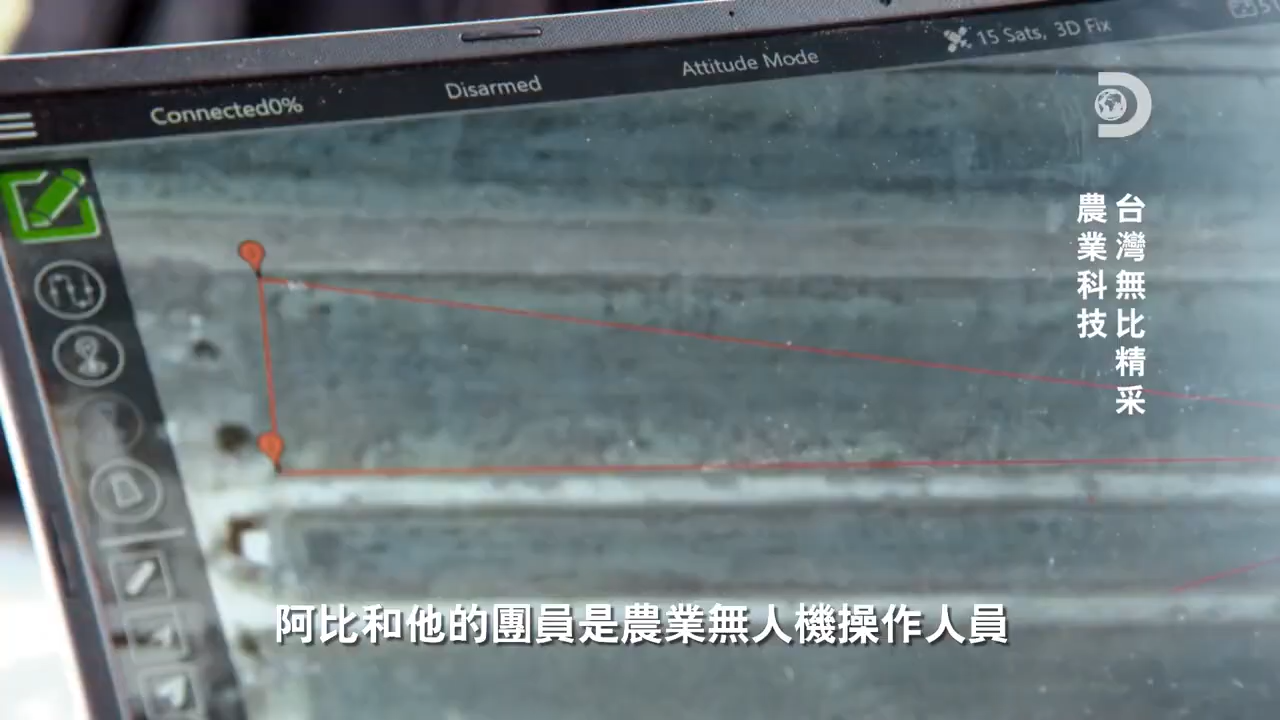 Connected0%
Disarmed
Attitude Mode
15 Sats, 3D Fix
台灣無比精采
農業科技
阿比和他的團員是農業無人機操作人員